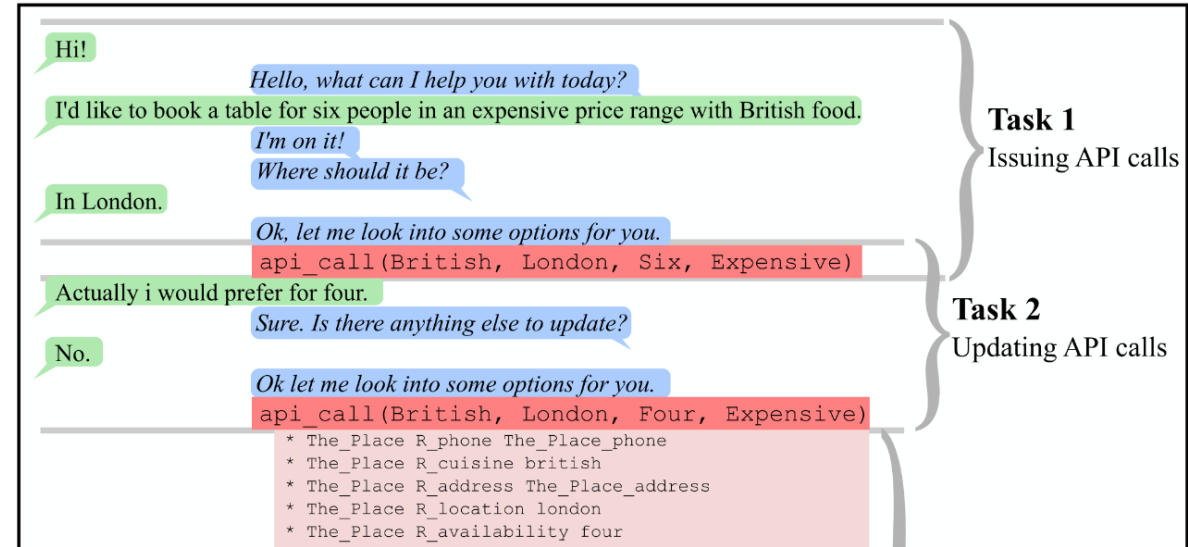 Hi!
Hello, what can I help you with today?
I'd like to book a table for six people in an expensive price range with British food.
I'm on it!
Where should it be?
In London.
Ok, let me look into some options for you.
api_call(British, London, Six, Expensive)
Task 1
Issuing API calls
Actually i would prefer for four.
Sure. Is there anything else to update?
No.
Ok let me look into some options for you.
api_call(British, London, Four, Expensive)
Task 2
Updating API calls
* The_Place R_phone The_Place_phone
* The_Place R_cuisine british
* The_Place R_address The_Place_address
* The_Place R_location london
* The_Place R_availability four